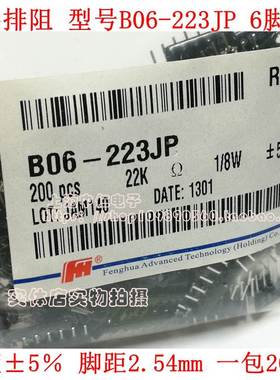 排阻 型号B06-223JP 6脚
R
B06-223JP
200 pcs 22K Ω 1/8W ±5
LOT
DATE: 1301
FH
Fenghua Advanced Technology (Holding) Co.,
实体店实物拍摄
±5% 脚距2.54mm 一包2